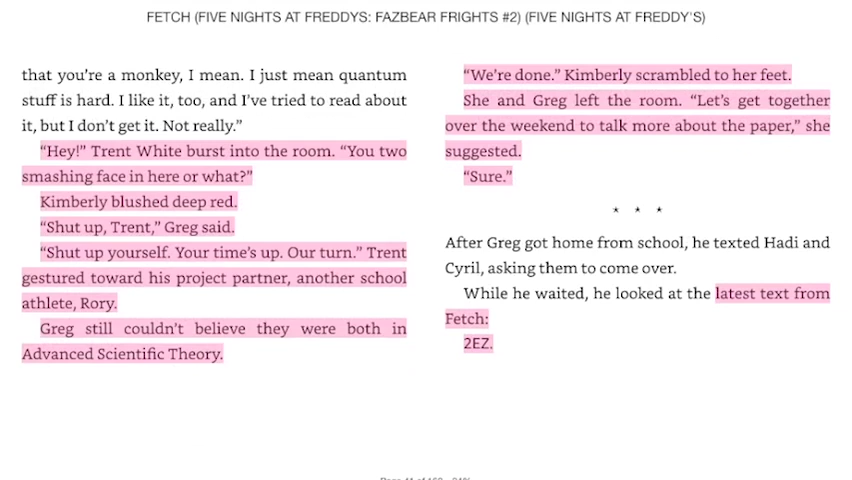 FETCH (FIVE NIGHTS AT FREDDYS: FAZBEAR FRIGHTS #2) (FIVE NIGHTS AT FREDDY'S)
that you’re a monkey, I mean. I just mean quantum
stuff is hard. I like it, too, and I’ve tried to read about
it, but I don’t get it. Not really.”
“Hey!” Trent White burst into the room. “You two
smashing face in here or what?”
Kimberly blushed deep red.
“Shut up, Trent,” Greg said.
“Shut up yourself. Your time’s up. Our turn.” Trent
gestured toward his project partner, another school
athlete, Rory.
Greg still couldn’t believe they were both in
Advanced Scientific Theory.
“We’re done.” Kimberly scrambled to her feet.
She and Greg left the room. “Let’s get together
over the weekend to talk more about the paper,” she
suggested.
“Sure.”
* * *
After Greg got home from school, he texted Hadi and
Cyril, asking them to come over.
While he waited, he looked at the latest text from
Fetch:
2EZ.